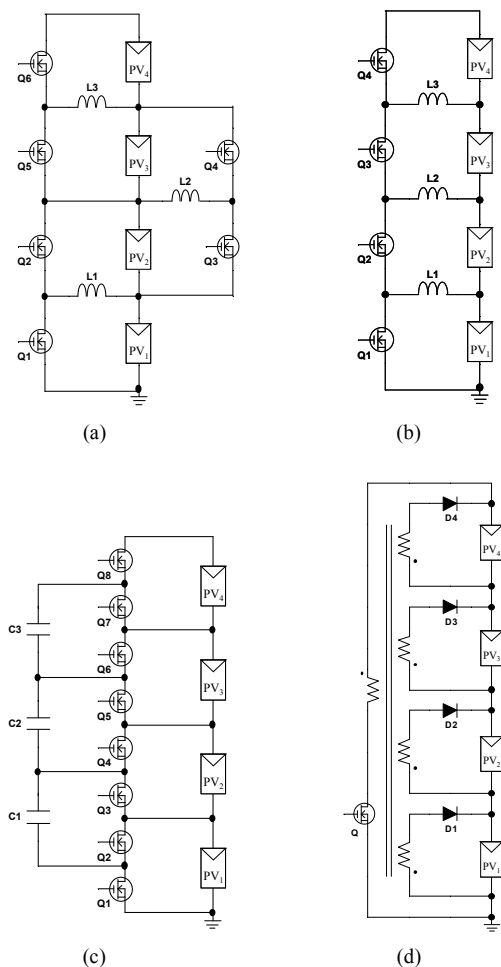 Q6
PV4
L3
Q5
PV3
Q4
L2
Q2
PV2
Q3
L1
Q1
PV1
(a)
Q4
PV4
L3
Q3
PV3
L2
Q2
PV2
L1
Q1
PV1
(b)
Q8
PV4
Q7
C3
Q6
PV3
Q5
C2
Q4
PV2
Q3
C1
Q2
PV1
Q1
(c)
D4
PV4
D3
PV3
D2
PV2
Q
D1
PV1
(d)